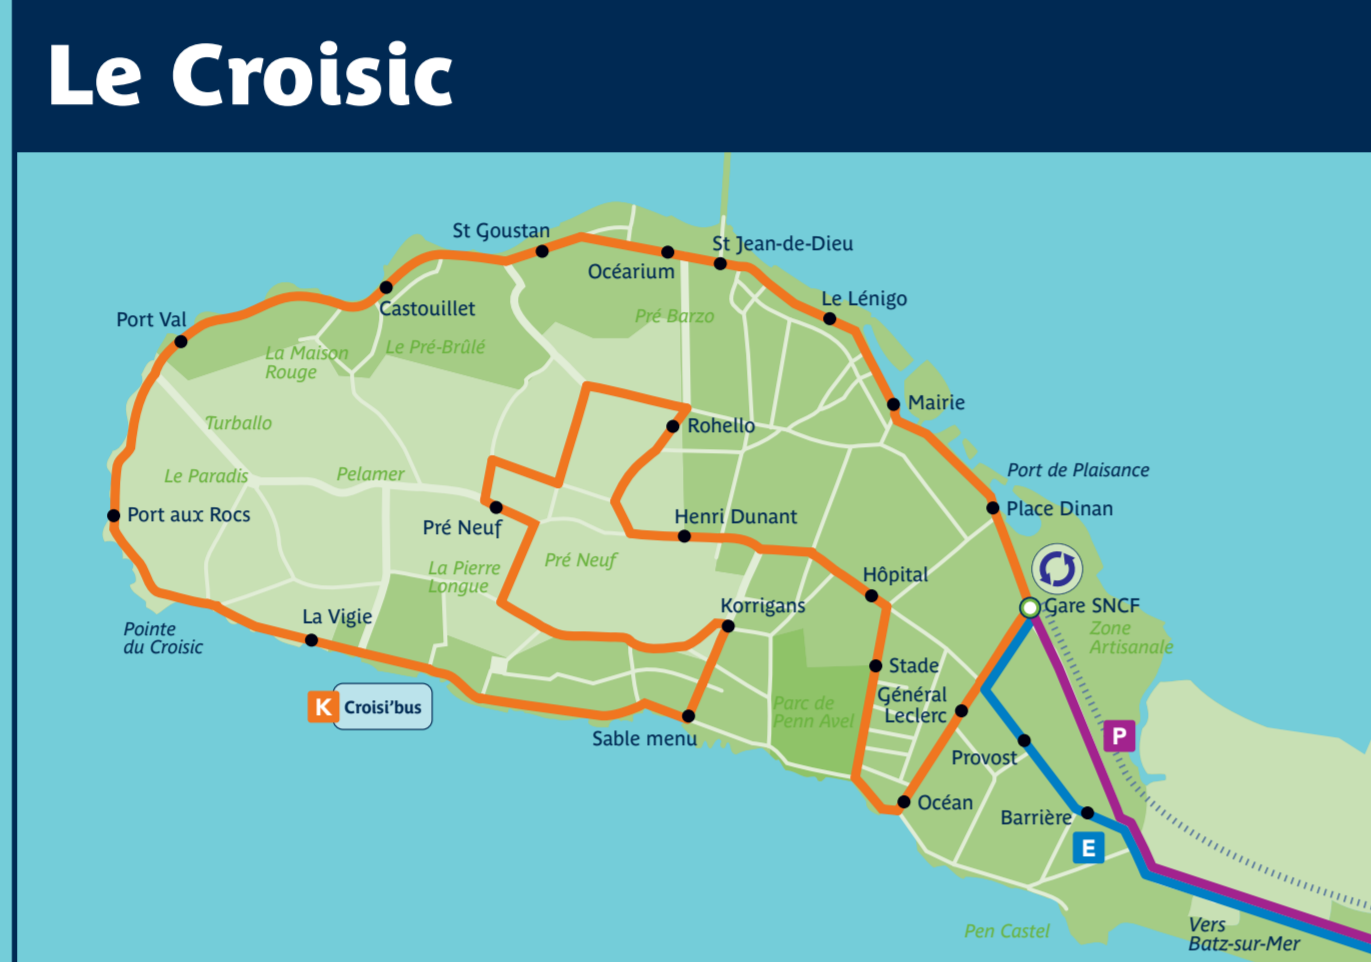 Le Croisic
St Goustan
St Jean-de-Dieu
Océarium
Le Lénigo
Castouillet
Port Val
Pré Barzo
La Maison
Rouge
Le Pré-Brûlé
Mairie
Turballo
Rohello
Le Paradis
Pelamer
Port de Plaisance
Port aux Rocs
Pré Neuf
Henri Dunant
Place Dinan
La Pierre
Longue
Pré Neuf
Hôpital
Korrigans
Gare SNCF
La Vigie
Zone
Artisanale
Pointe
du Croisic
Stade
K Croisi'bus
Parc de
Penn Avel
Général
Leclerc
Sable menu
P
Provost
Océan
Barrière
E
Pen Castel
Vers
Batz-sur-Mer